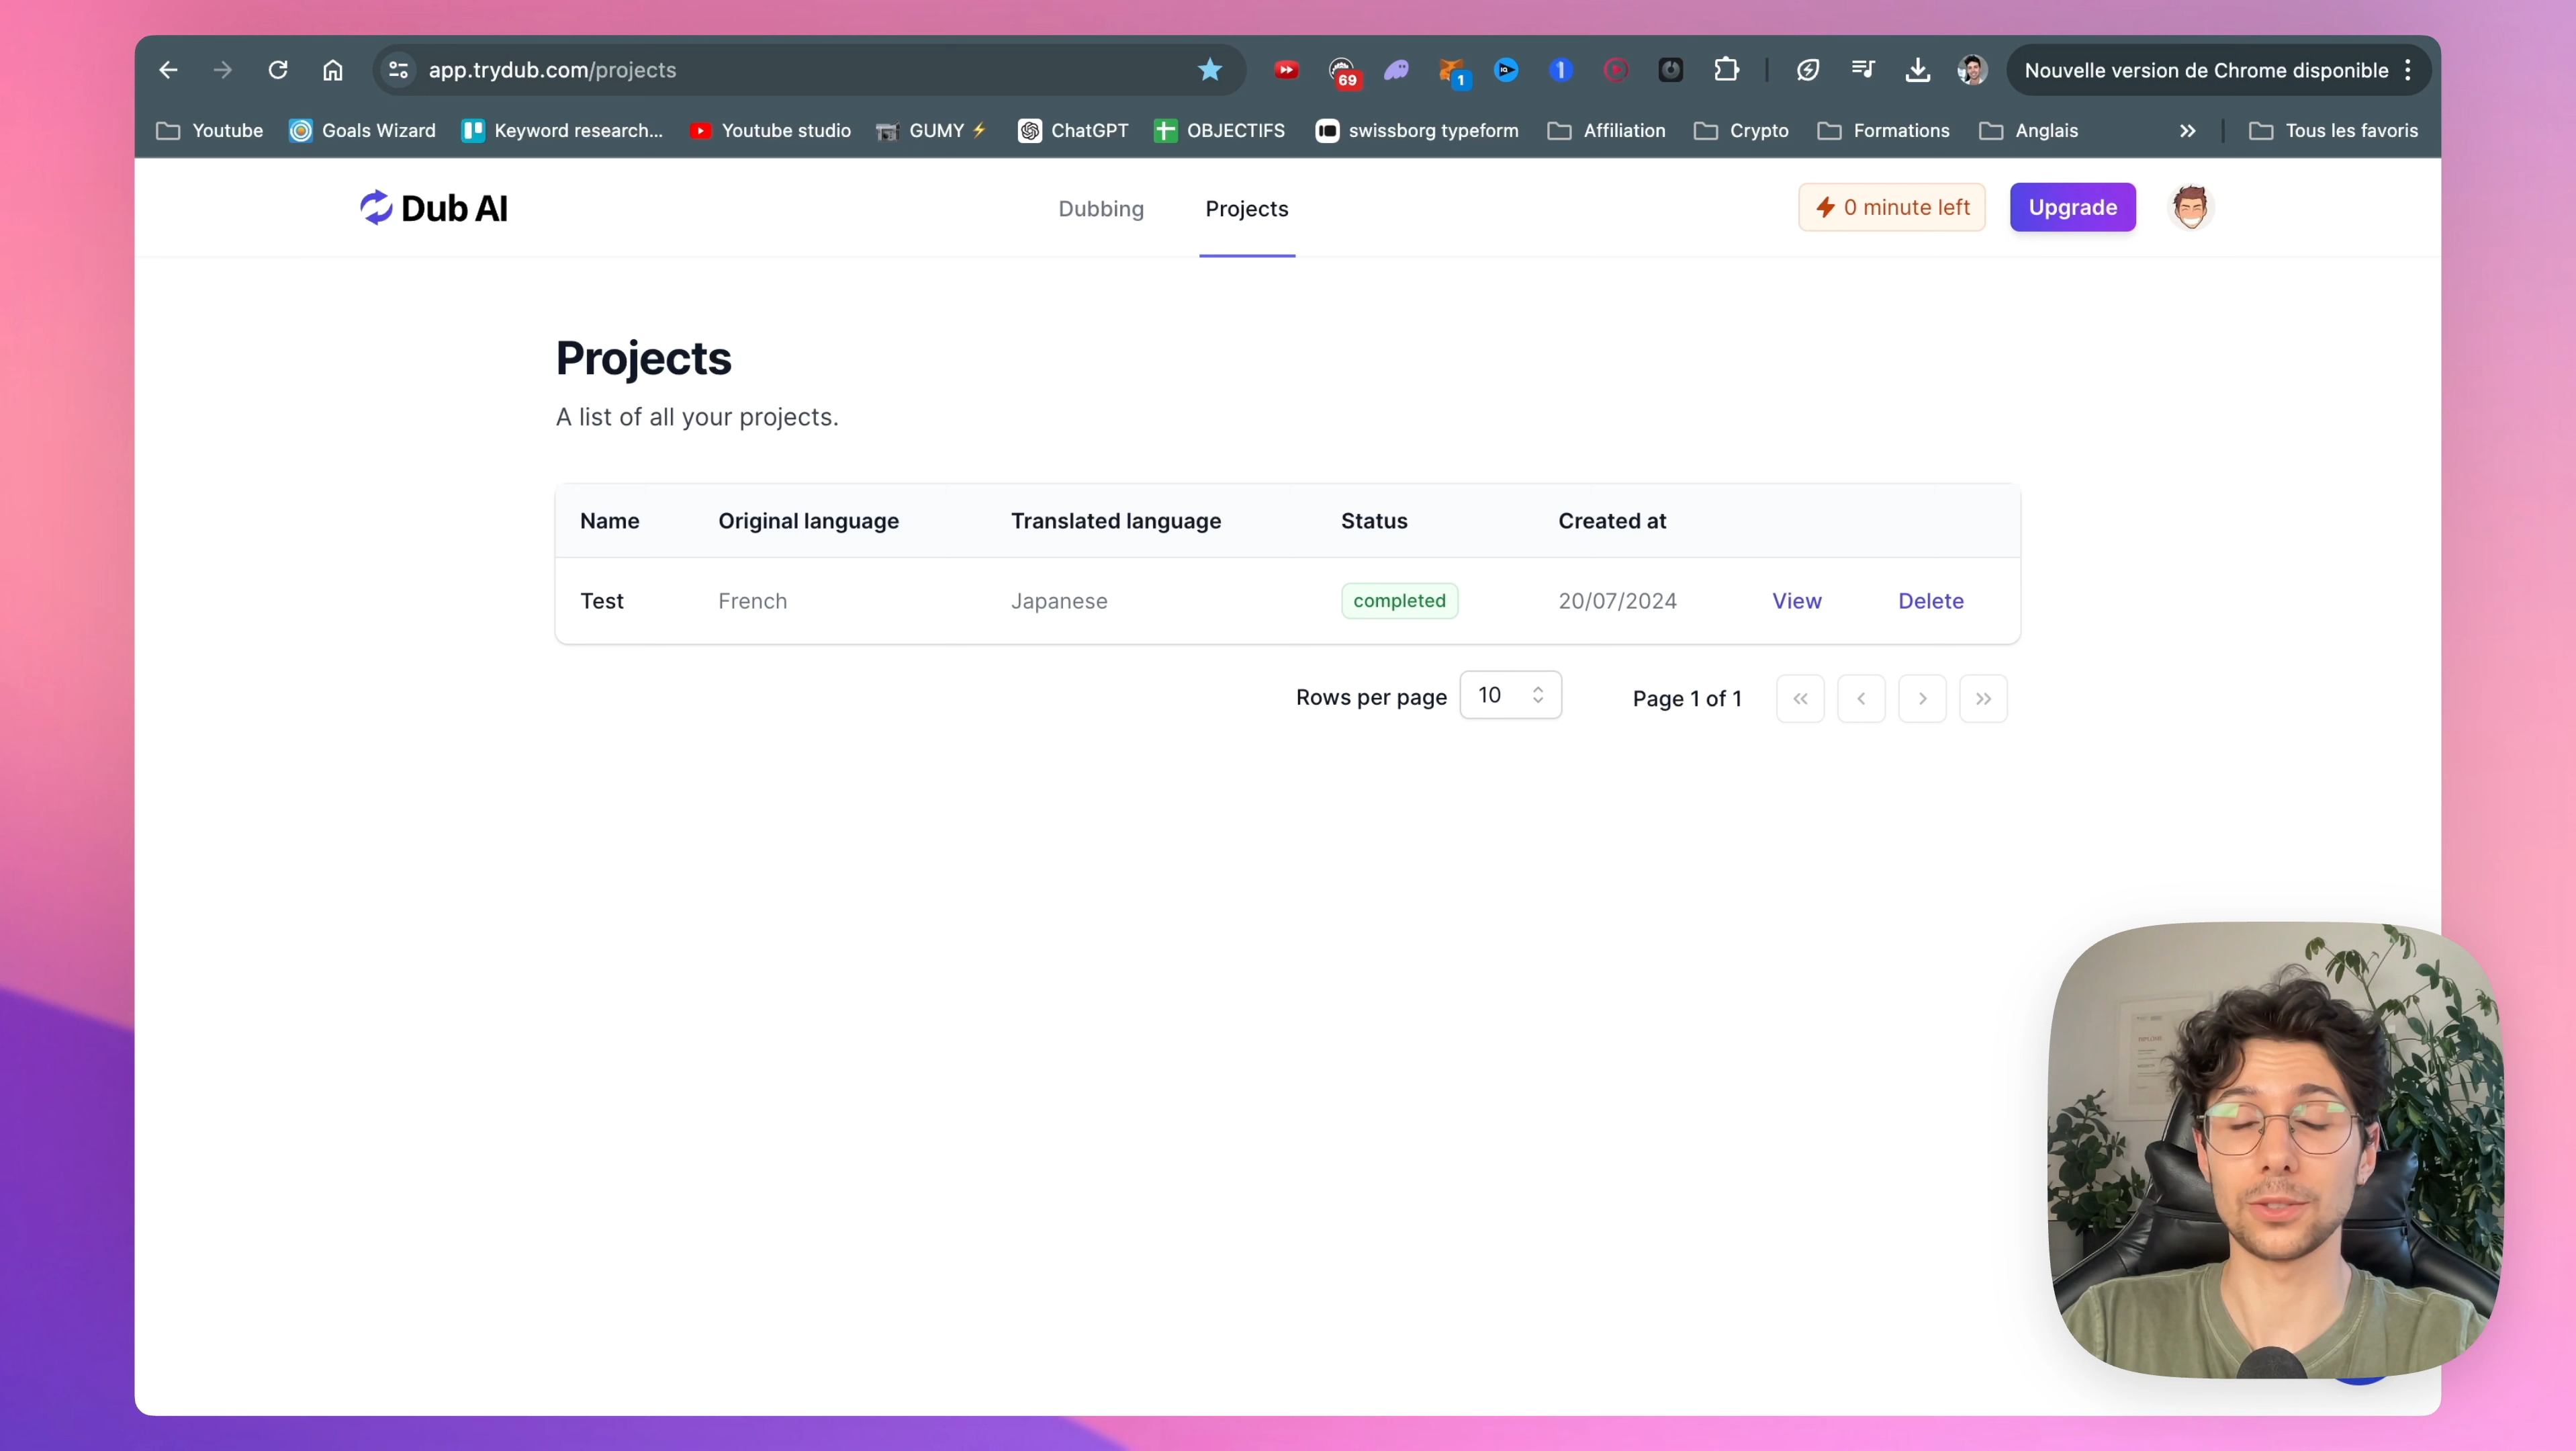 app.trydub.com/projects
69
1
Nouvelle version de Chrome disponible
Youtube
Goals Wizard
Keyword research...
Youtube studio
GUMY⚡
ChatGPT
OBJECTIFS
swissborg typeform
Affiliation
Crypto
Formations
Anglais
Tous les favoris
Dub AI
Dubbing
Projects
0 minute left
Upgrade
Projects
A list of all your projects.
Name Original language Translated language Status Created at
Test French Japanese completed 20/07/2024 View Delete
Rows per page 10 Page 1 of 1